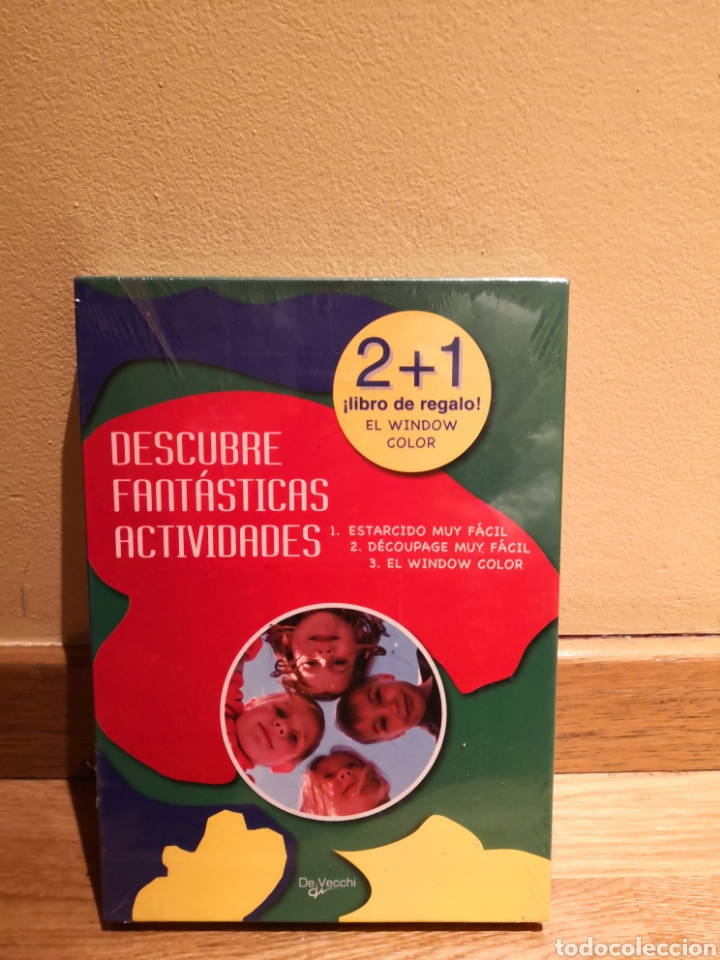 2+1
¡libro de regalo!
EL WINDOW
COLOR
DESCUBRE
FANTÁSTICAS
ACTIVIDADES
1. ESTARCIDO MUY FÁCIL
2. DÉCOUPAGE MUY FÁCIL
3. EL WINDOW COLOR
De Vecchi
todocoleccion